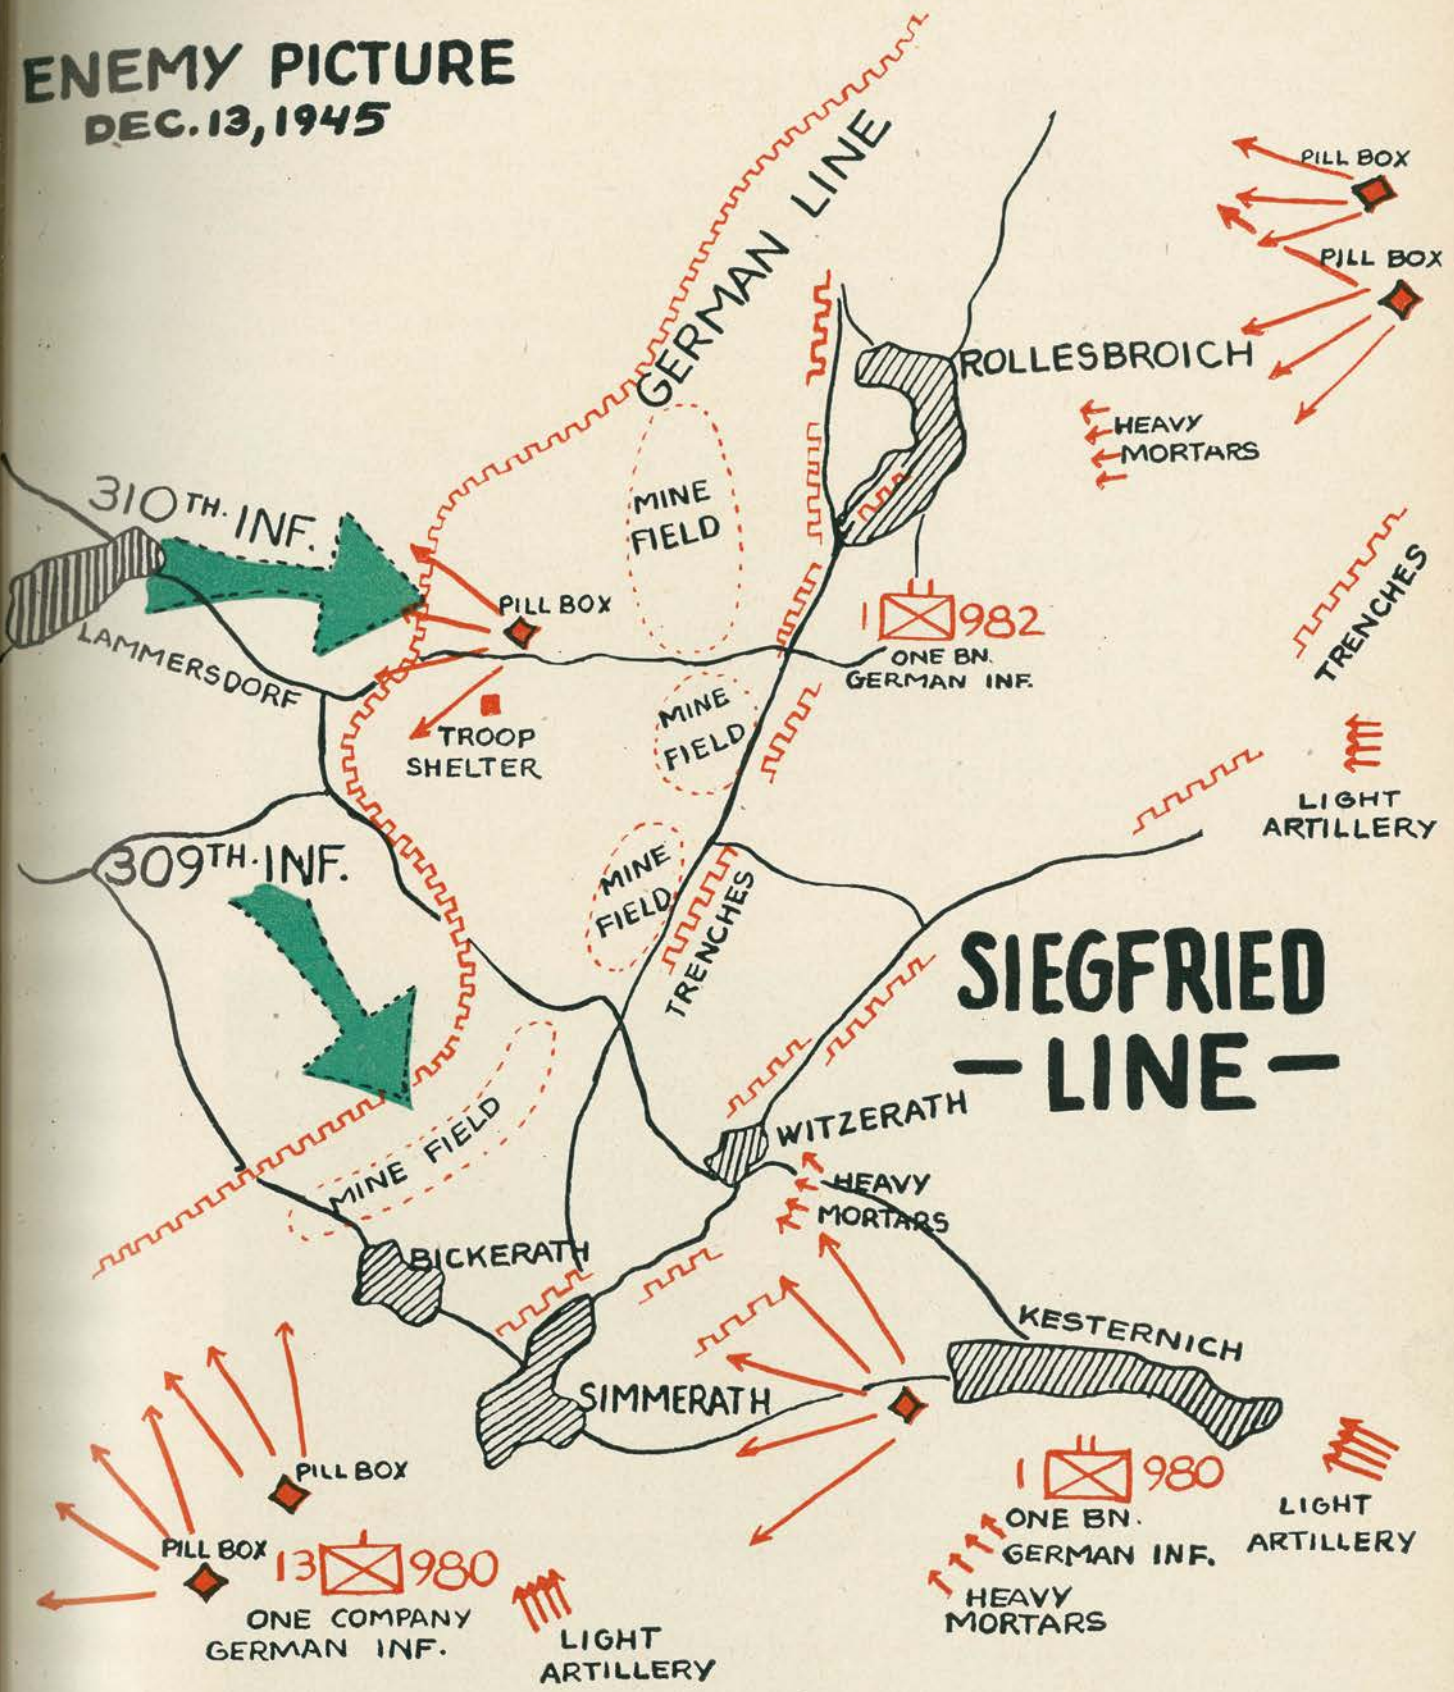 ENEMY PICTURE
DEC. 13, 1945
GERMAN LINE
PILL BOX
PILL BOX
ROLLESBROICH
HEAVY
MORTARS
MINE
FIELD
310TH. INF.
LAMMERSDORF
PILL BOX
TROOP
SHELTER
1 982
ONE BN.
GERMAN INF.
TRENCHES
MINE
FIELD
LIGHT
ARTILLERY
309TH. INF.
MINE
FIELD
TRENCHES
SIEGFRIED
- LINE -
MINE FIELD
WITZERATH
HEAVY
MORTARS
BICKERATH
KESTERNICH
SIMMERATH
PILL BOX
PILL BOX
13 980
ONE COMPANY
GERMAN INF.
LIGHT
ARTILLERY
1 980
ONE BN.
GERMAN INF.
HEAVY
MORTARS
LIGHT
ARTILLERY